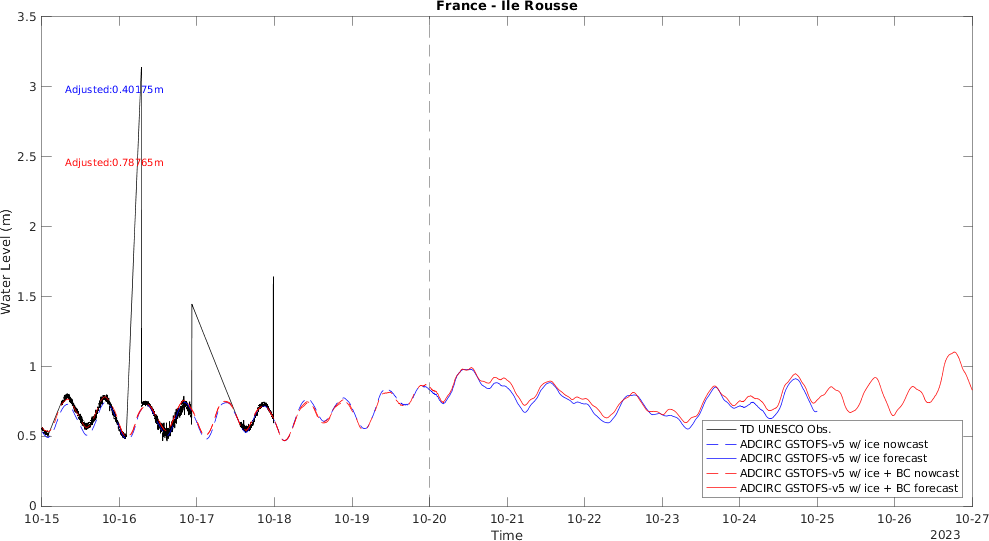 France - Ile Rousse
3.5
3
2.5
2
1.5
1
0.5
0
Water Level (m)
Adjusted:0.40175m
Adjusted:0.78765m
TD UNESCO Obs.
ADCIRC GSTOFS-v5 w/ ice nowcast
ADCIRC GSTOFS-v5 w/ ice forecast
ADCIRC GSTOFS-v5 w/ ice + BC nowcast
ADCIRC GSTOFS-v5 w/ ice + BC forecast
10-15 10-16 10-17 10-18 10-19 10-20 10-21 10-22 10-23 10-24 10-25 10-26 10-27
Time
2023